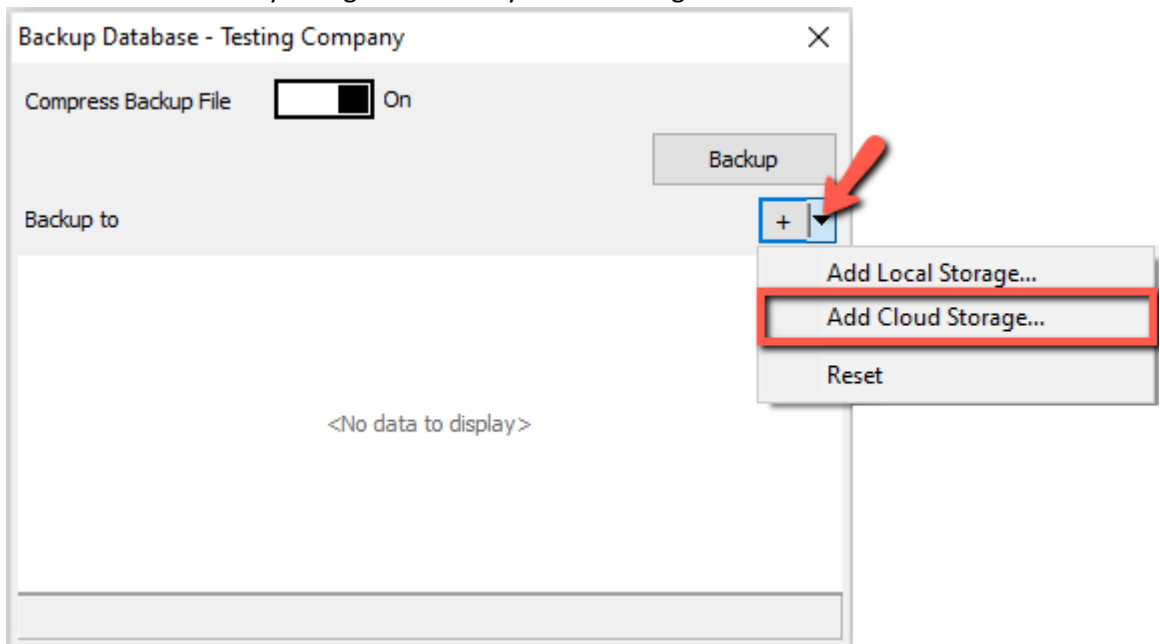 Backup Database - Testing Company
Compress Backup File On
Backup
Backup to +
Add Local Storage...
Add Cloud Storage...
Reset
<No data to display>